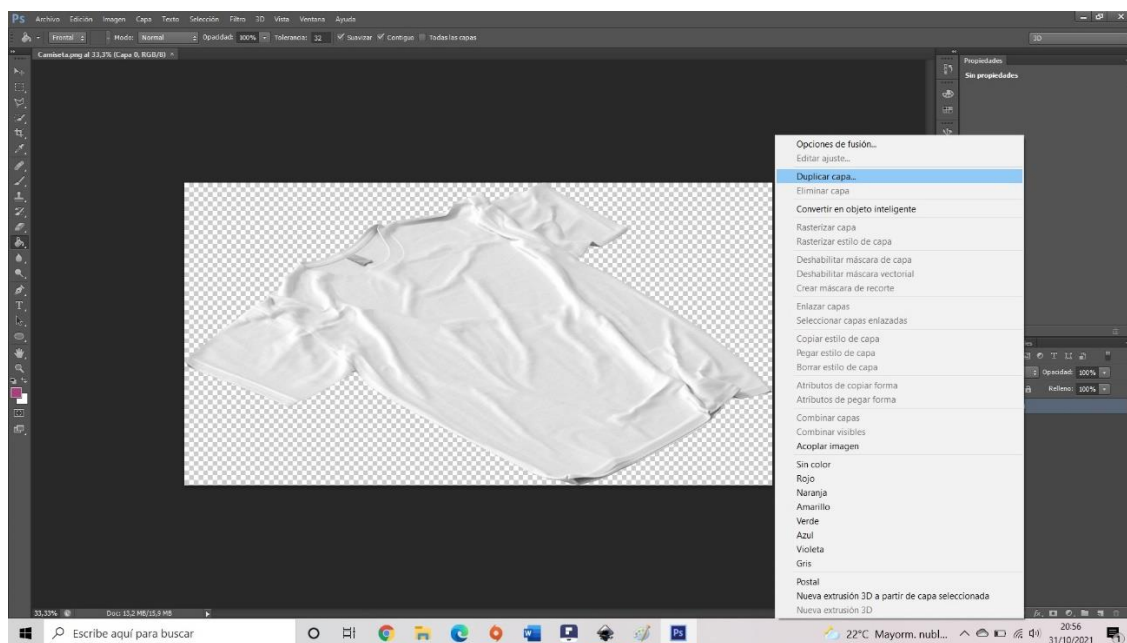 Ps Archivo Edición Imagen Capa Texto Selección Filtro 3D Vista Ventana Ayuda
Frontal Modo: Normal Opacidad: 100% Tolerancia: 32 Suavizar Contiguo Todas las capas 3D
Camiseta.png al 33,3% (Capa 0, RGB/8) ×
Propiedades
Sin propiedades
Opciones de fusión...
Editar ajuste...
Duplicar capa...
Eliminar capa
Convertir en objeto inteligente
Rasterizar capa
Rasterizar estilo de capa
Deshabilitar máscara de capa
Deshabilitar máscara vectorial
Crear máscara de recorte
Enlazar capas
Seleccionar capas enlazadas
Copiar estilo de capa
Pegar estilo de capa
Opacidad: 100%
Borrar estilo de capa
Atributos de copiar forma
Relleno: 100%
Atributos de pegar forma
Combinar capas
Combinar visibles
Acoplar imagen
Sin color
Rojo
Naranja
Amarillo
Verde
Azul
Violeta
Gris
Postal
Nueva extrusión 3D a partir de capa seleccionada
Nueva extrusión 3D
33,33% Doc: 13,2 MB/15,9 MB
Escribe aquí para buscar
Ps
22°C Mayorm. nubl...
20:56
31/10/2021